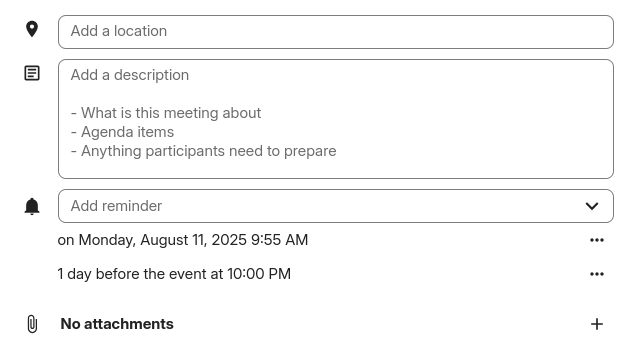 Add a location
Add a description
- What is this meeting about
- Agenda items
- Anything participants need to prepare
Add reminder
on Monday, August 11, 2025 9:55 AM
1 day before the event at 10:00 PM
No attachments